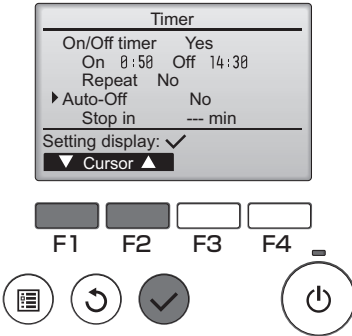 Timer
On/Off timer Yes
On 0:50 Off 14:30
Repeat No
Auto-Off No
Stop in --- min
Setting display: ✓
▼ Cursor ▲
F1 F2 F3 F4